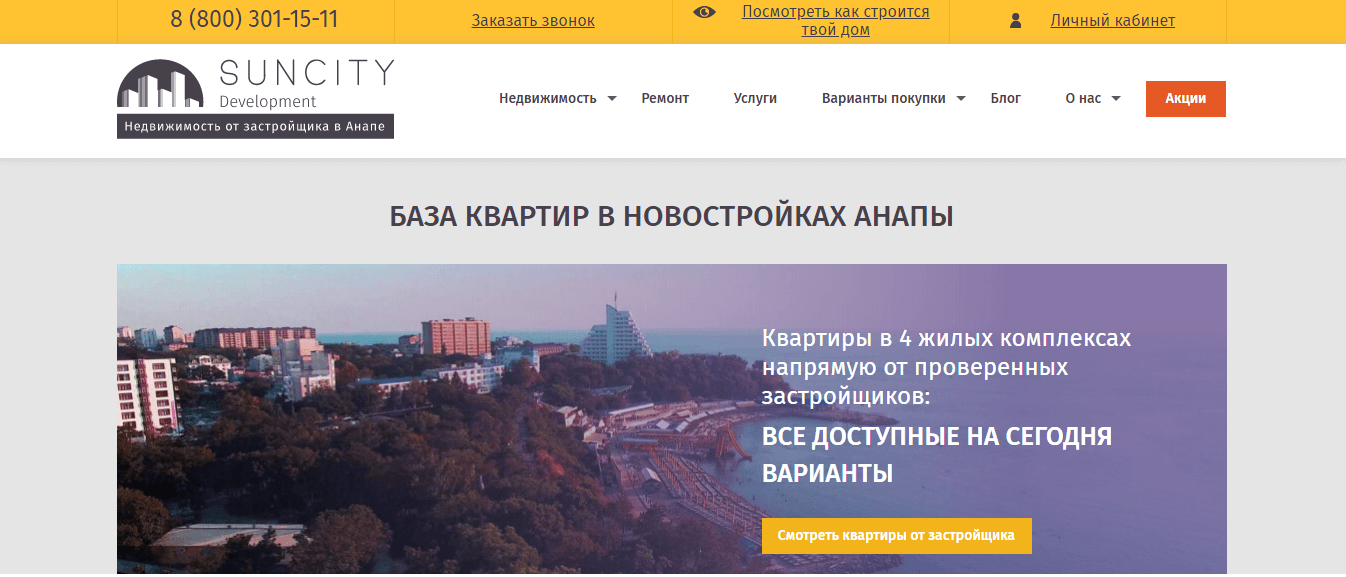 8 (800) 301-15-11
Заказать звонок
Посмотреть как строится
твой дом
Личный кабинет
SUNCITY
Development
Недвижимость от застройщика в Анапе
Недвижимость
Ремонт
Услуги
Варианты покупки
Блог
О нас
Акции
БАЗА КВАРТИР В НОВОСТРОЙКАХ АНАПЫ
Квартиры в 4 жилых комплексах
напрямую от проверенных
застройщиков:
ВСЕ ДОСТУПНЫЕ НА СЕГОДНЯ
ВАРИАНТЫ
Смотреть квартиры от застройщика